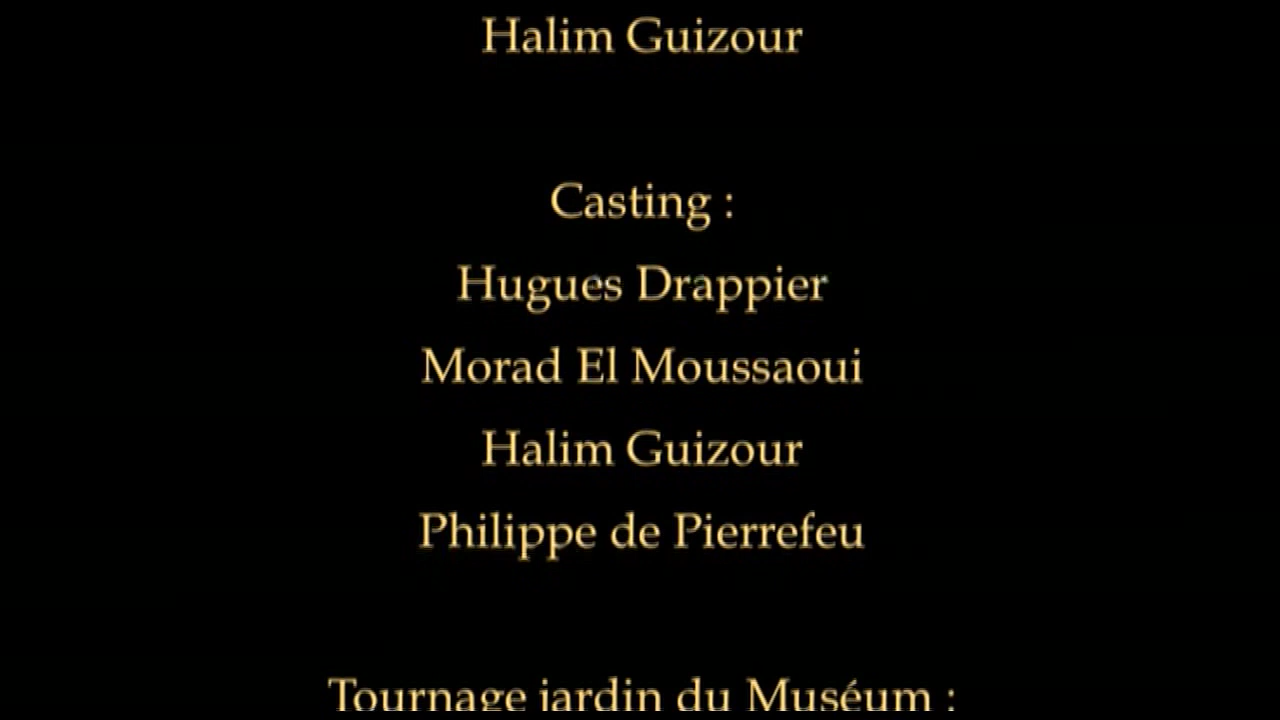 Halim Guizour
Casting :
Hugues Drappier
Morad El Moussaoui
Halim Guizour
Philippe de Pierrefeu
Tournage jardin du Muséum :